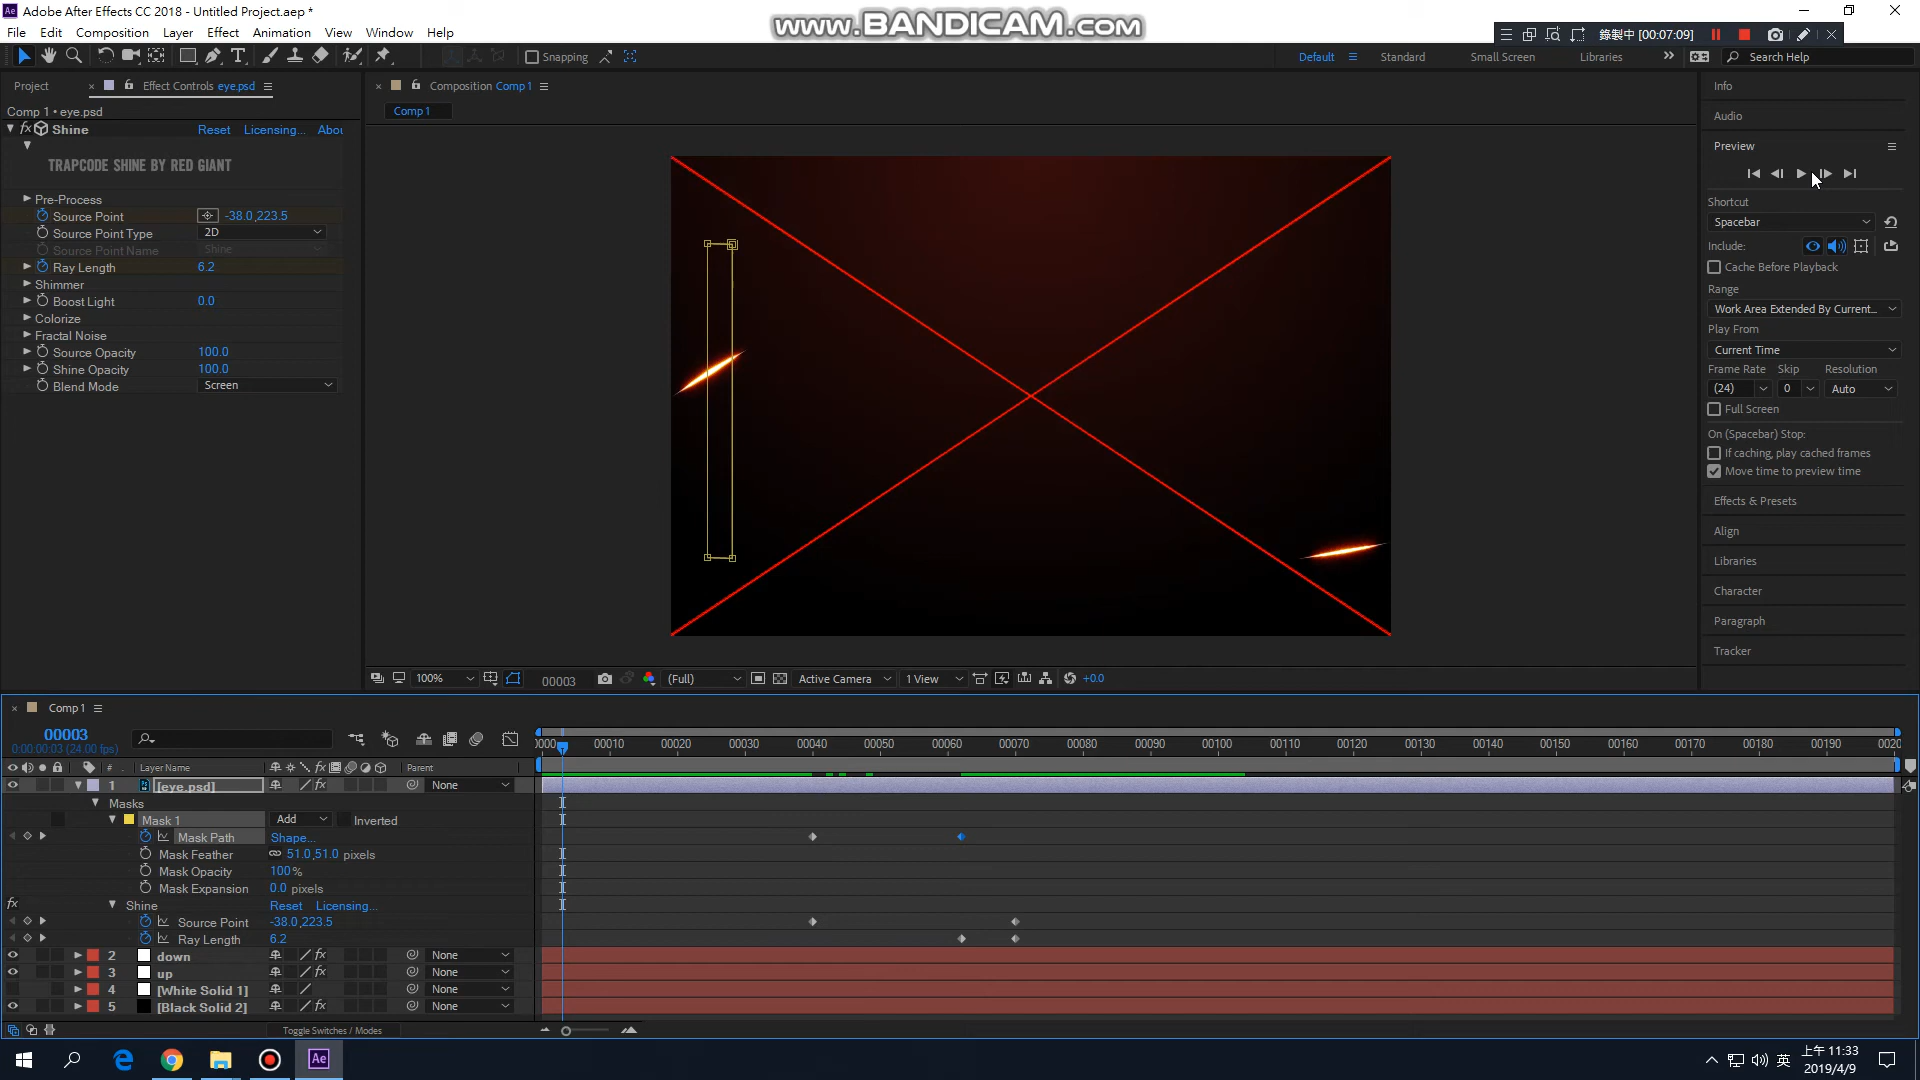 Adobe After Effects CC 2018 - Untitled Project.aep *
www.BANDICAM.com
File Edit Composition Layer Effect Animation View Window Help
錄製中 [00:07:09]
Snapping
Default Standard Small Screen Libraries Search Help
Project Effect Controls eye.psd
Composition Comp 1
Comp 1 • eye.psd
Comp 1
Shine Reset Licensing... Abou
TRAPCODE SHINE BY RED GIANT
Pre-Process
Source Point -38.0,223.5
Source Point Type 2D
Source Point Name Shine
Ray Length 6.2
Shimmer
Boost Light 0.0
Colorize
Fractal Noise
Source Opacity 100.0
Shine Opacity 100.0
Blend Mode Screen
Info
Audio
Preview
Shortcut
Spacebar
Include:
Cache Before Playback
Range
Work Area Extended By Current...
Play From
Current Time
Frame Rate Skip Resolution
(24) 0 Auto
Full Screen
On (Spacebar) Stop:
If caching, play cached frames
Move time to preview time
Effects & Presets
Align
Libraries
Character
Paragraph
Tracker
100% 00003 (Full) Active Camera 1 View +0.0
Comp 1
00003
0:00:00:03 (24.00 fps)
0000 00010 00020 00030 00040 00050 00060 00070 00080 00090 00100 00110 00120 00130 00140 00150 00160 00170 00180 00190 0020
# Layer Name fx Parent
1 [eye.psd] fx None
Masks
Mask 1 Add Inverted
Mask Path Shape...
Mask Feather 51.0,51.0 pixels
Mask Opacity 100%
Mask Expansion 0.0 pixels
fx Shine Reset Licensing...
Source Point -38.0,223.5
Ray Length 6.2
2 down fx None
3 up fx None
4 [White Solid 1] None
5 [Black Solid 2] fx None
Toggle Switches / Modes
英
上午 11:33
2019/4/9